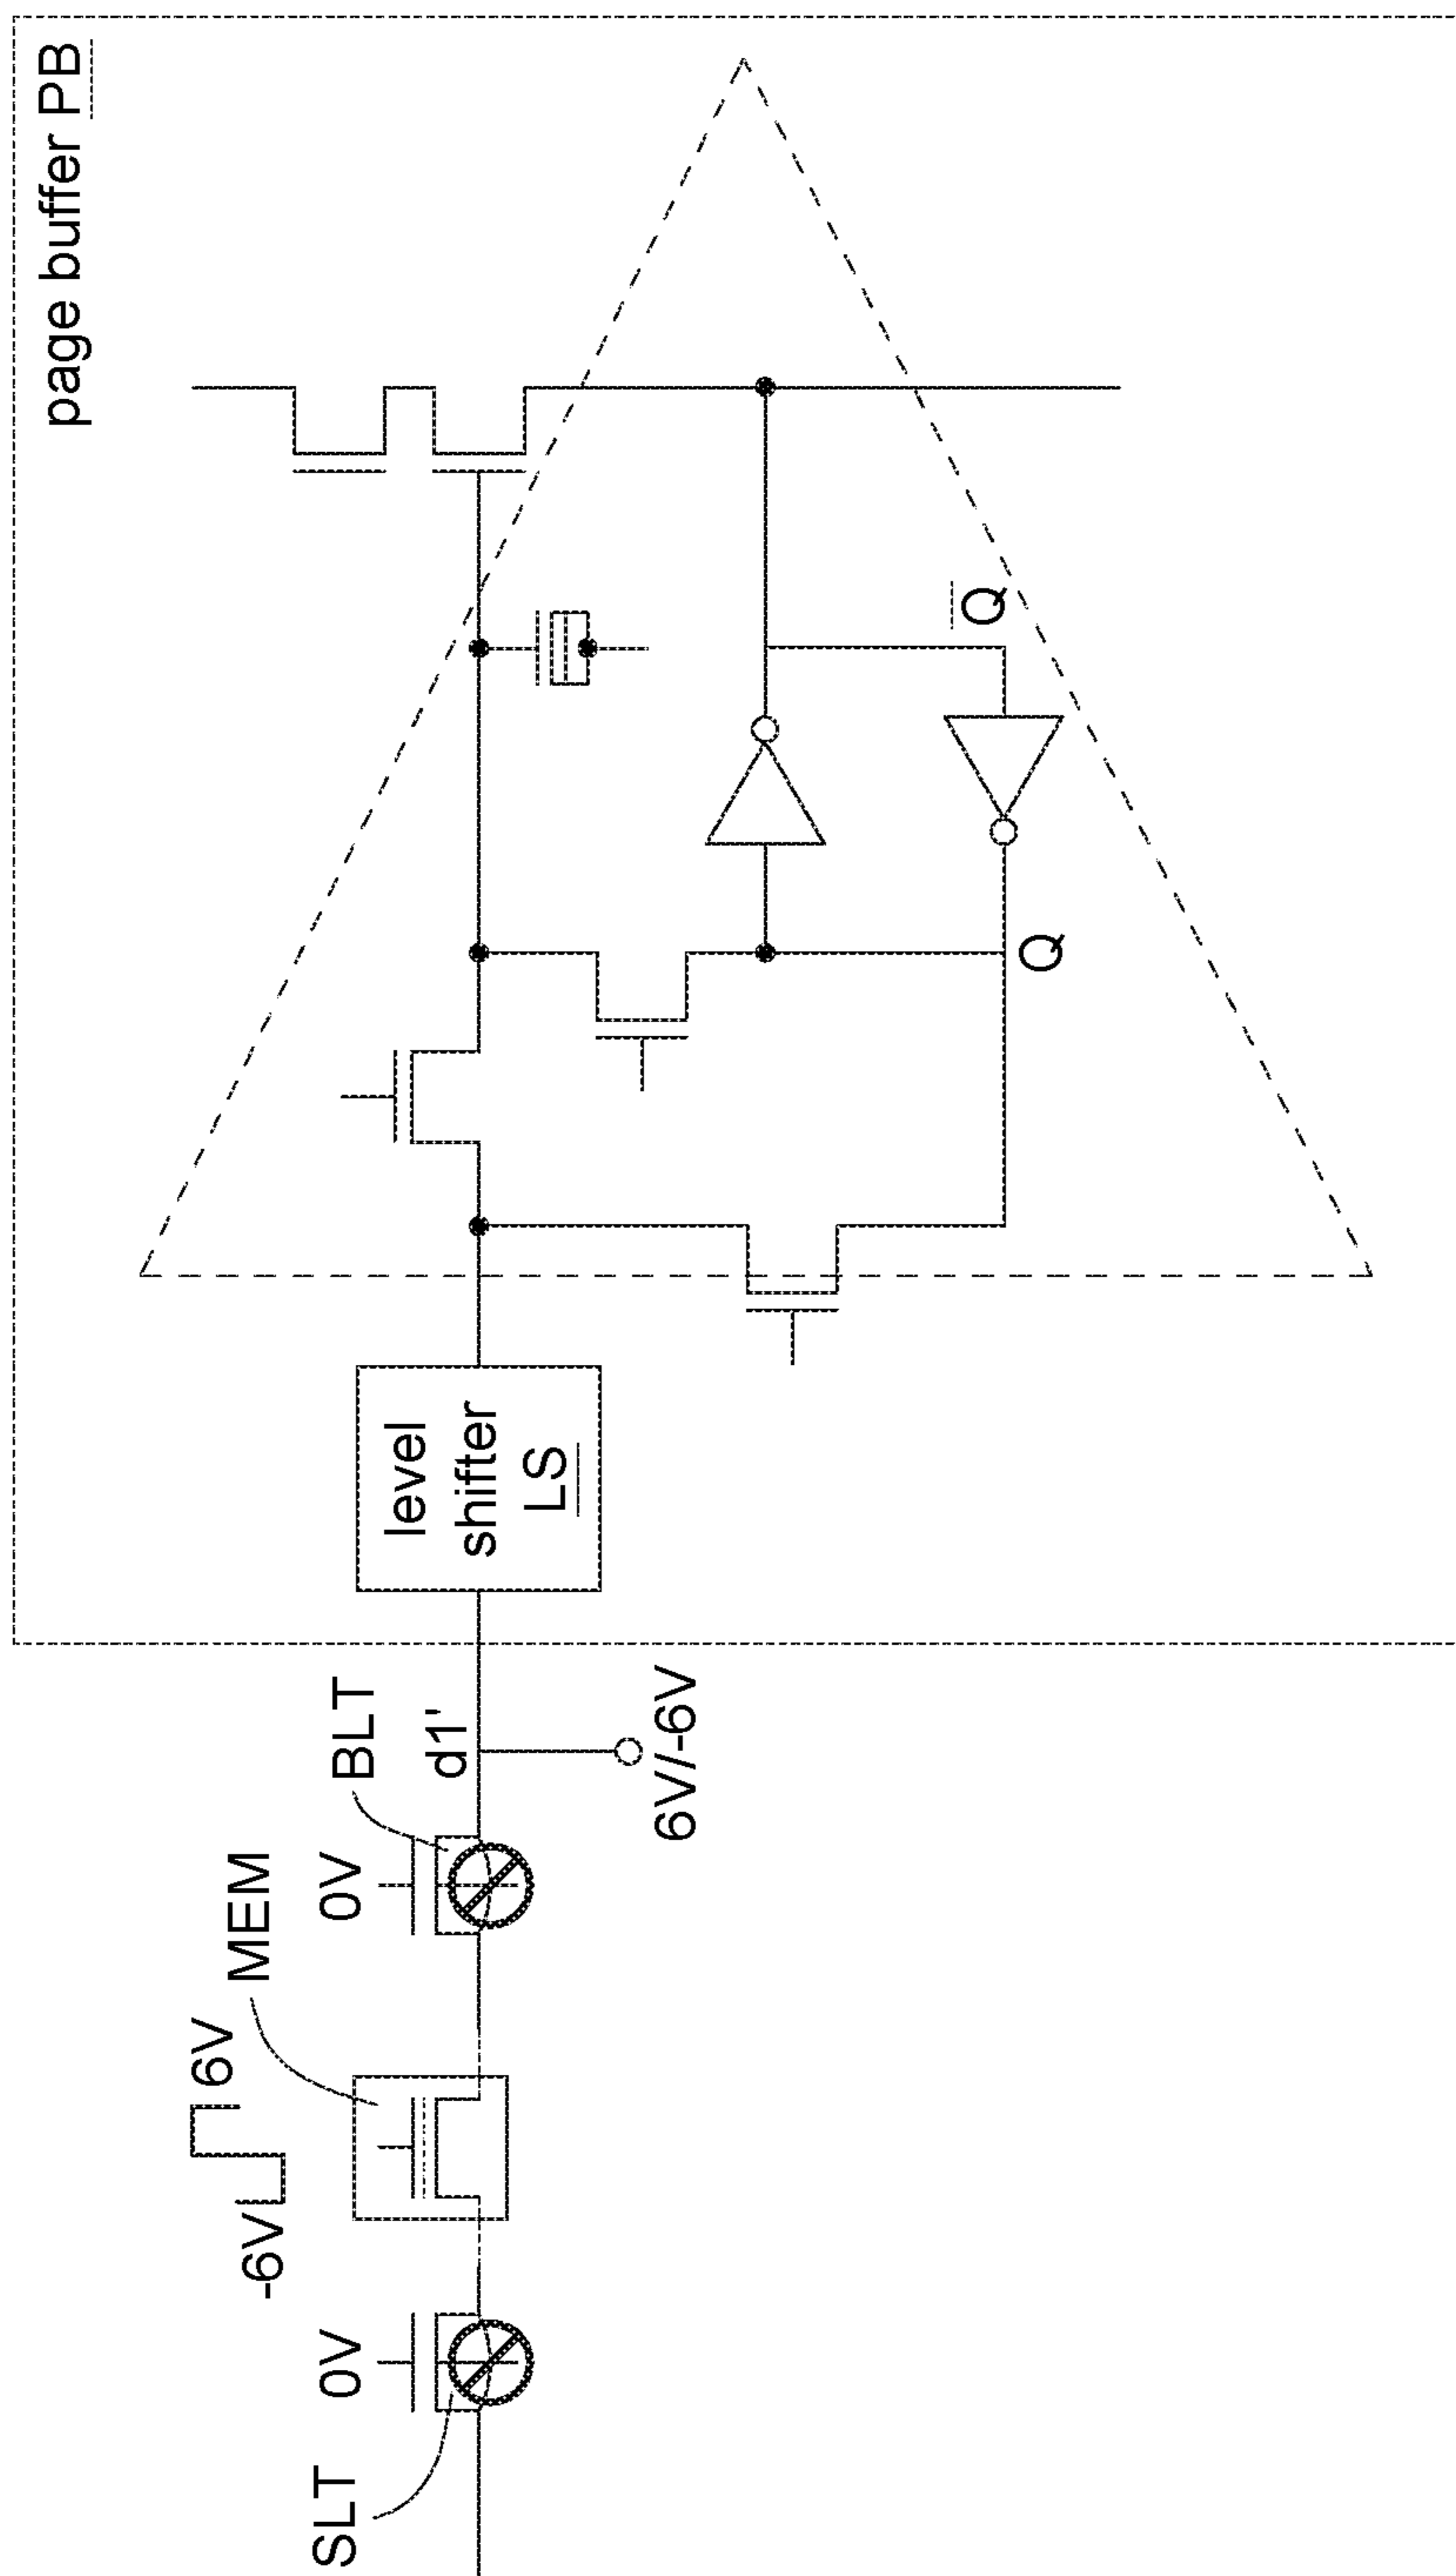 page buffer PB
SLT
0V
-6V
6V
MEM
0V
BLT
d1'
6V/-6V
level
shifter
LS
Q
Q̅